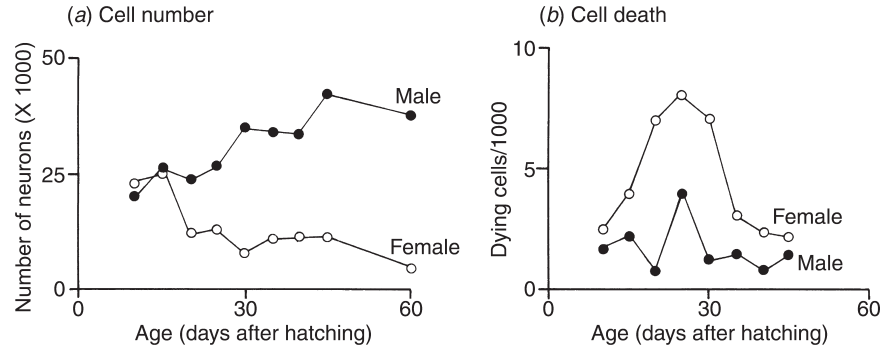 (a) Cell number
Number of neurons (X 1000)
50
25
0
0
30
60
Male
Female
Age (days after hatching)
(b) Cell death
Dying cells/1000
10
5
0
0
30
60
Female
Male
Age (days after hatching)